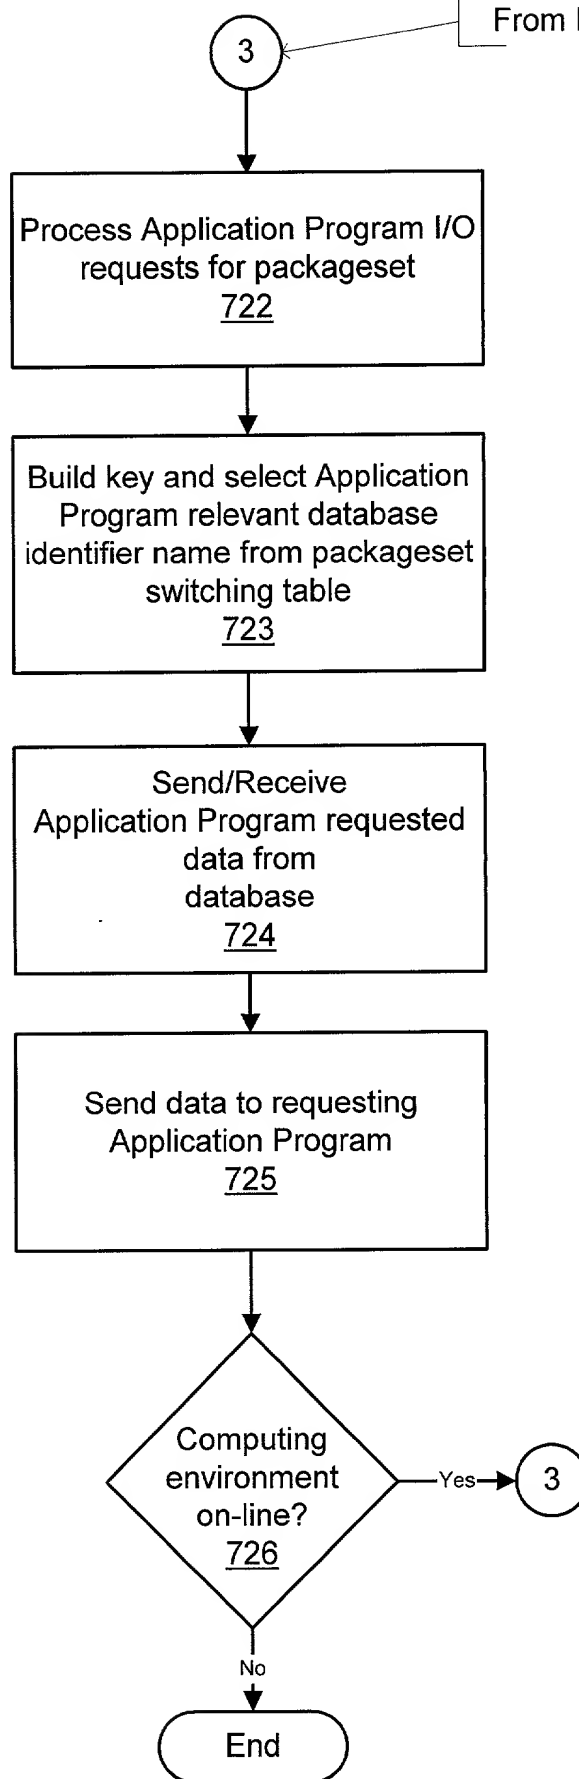 From
3
Process Application Program I/O
requests for packageset
722
Build key and select Application
Program relevant database
identifier name from packageset
switching table
723
Send/Receive
Application Program requested
data from
database
724
Send data to requesting
Application Program
725
Computing
environment
on-line?
726
Yes
3
No
End